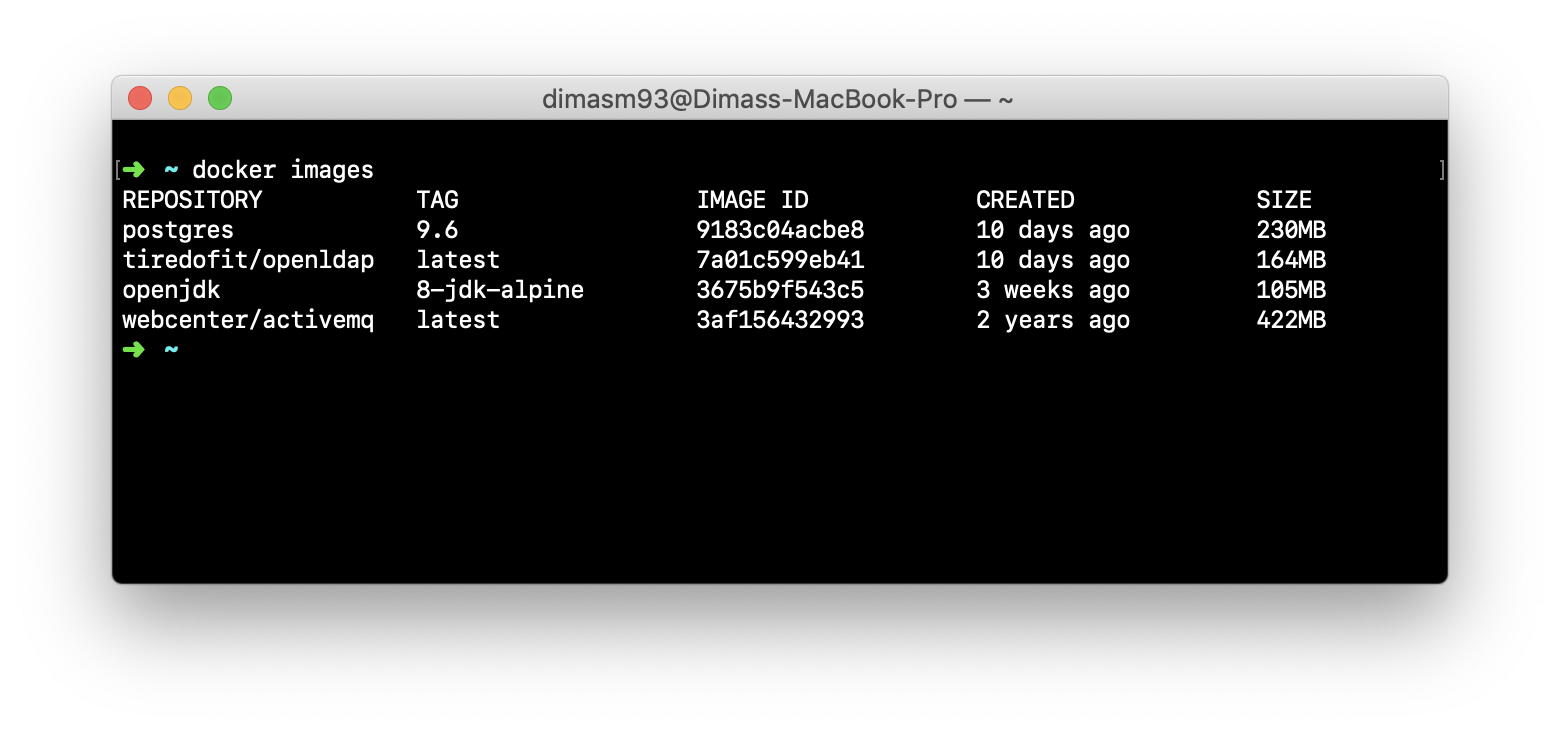 dimasm93@Dimass-MacBook-Pro — ~
[➜ ~ docker images ]
REPOSITORY TAG IMAGE ID CREATED SIZE
postgres 9.6 9183c04acbe8 10 days ago 230MB
tiredofit/openldap latest 7a01c599eb41 10 days ago 164MB
openjdk 8-jdk-alpine 3675b9f543c5 3 weeks ago 105MB
webcenter/activemq latest 3af156432993 2 years ago 422MB
➜ ~